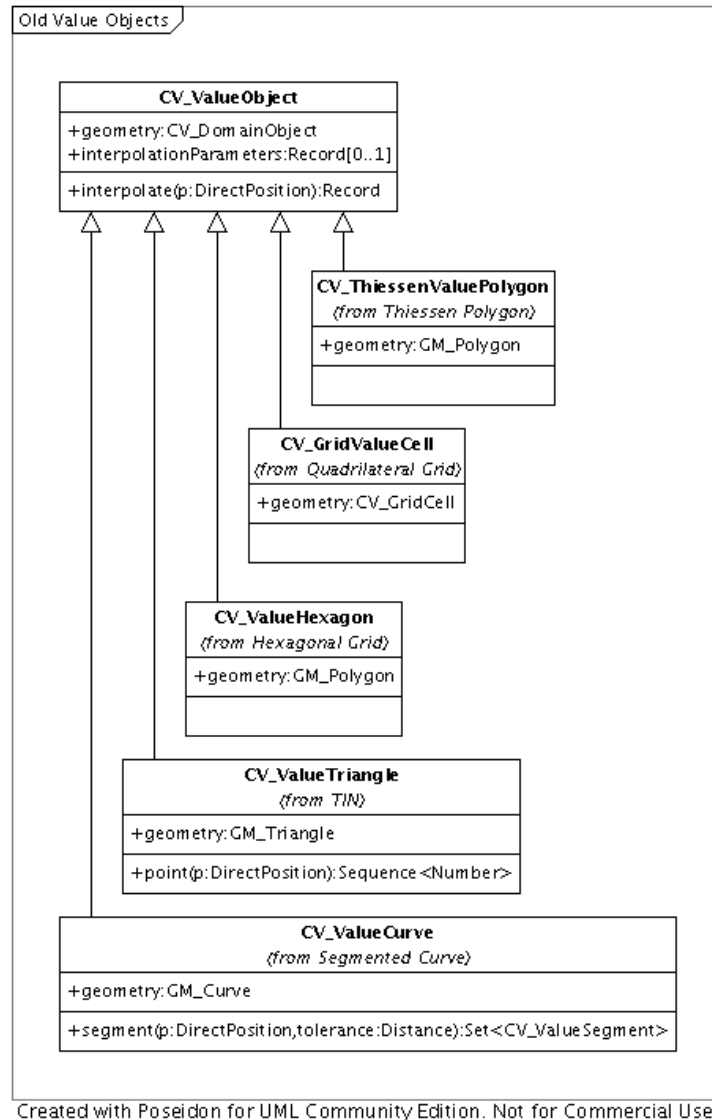 Old Value Objects
CV_ValueObject
+geometry:CV_DomainObject
+interpolationParameters:Record[0..1]
+interpolate(p:DirectPosition):Record
CV_ThiessenValuePolygon
(from Thiessen Polygon)
+geometry:GM_Polygon
CV_GridValueCell
(from Quadrilateral Grid)
+geometry:CV_GridCell
CV_ValueHexagon
(from Hexagonal Grid)
+geometry:GM_Polygon
CV_ValueTriangle
(from TIN)
+geometry:GM_Triangle
+point(p:DirectPosition):Sequence<Number>
CV_ValueCurve
(from Segmented Curve)
+geometry:GM_Curve
+segment(p:DirectPosition,tolerance:Distance):Set<CV_ValueSegment>
Created with Poseidon for UML Community Edition. Not for Commercial Use